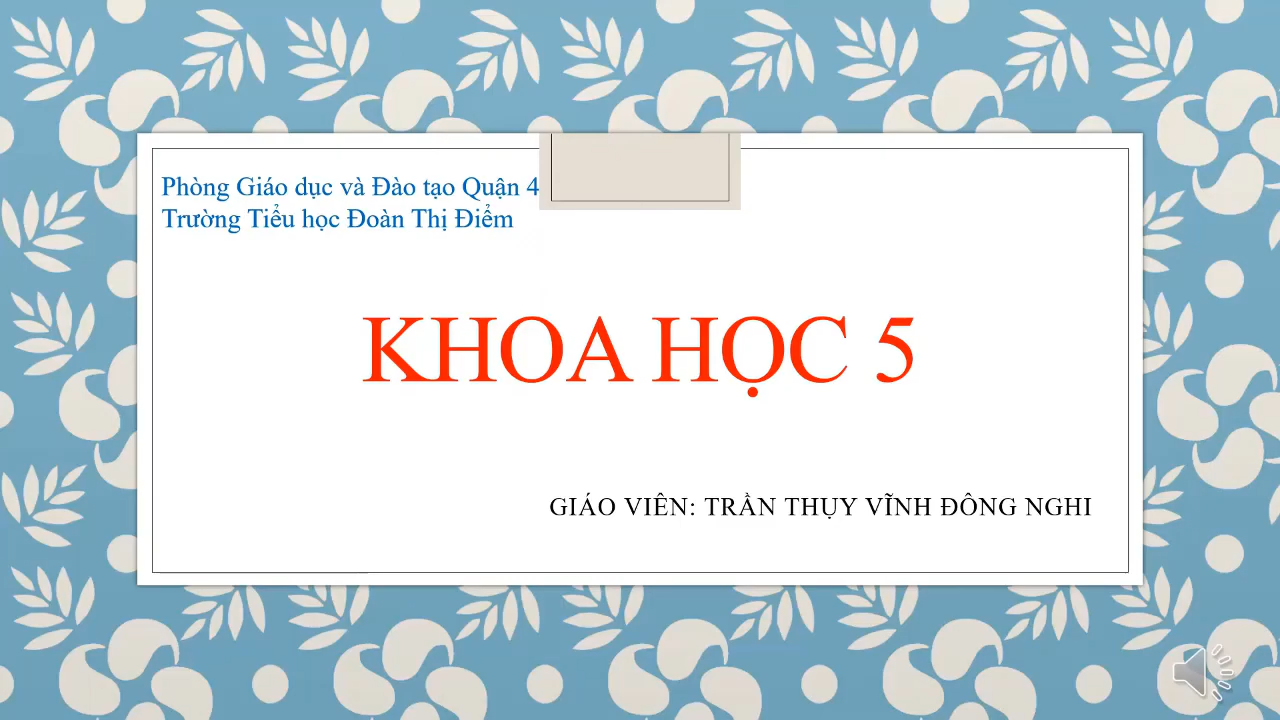 Phòng Giáo dục và Đào tạo Quận 4
Trường Tiểu học Đoàn Thị Điểm
KHOA HỌC 5
GIÁO VIÊN: TRẦN THỤY VĨNH ĐÔNG NGHI